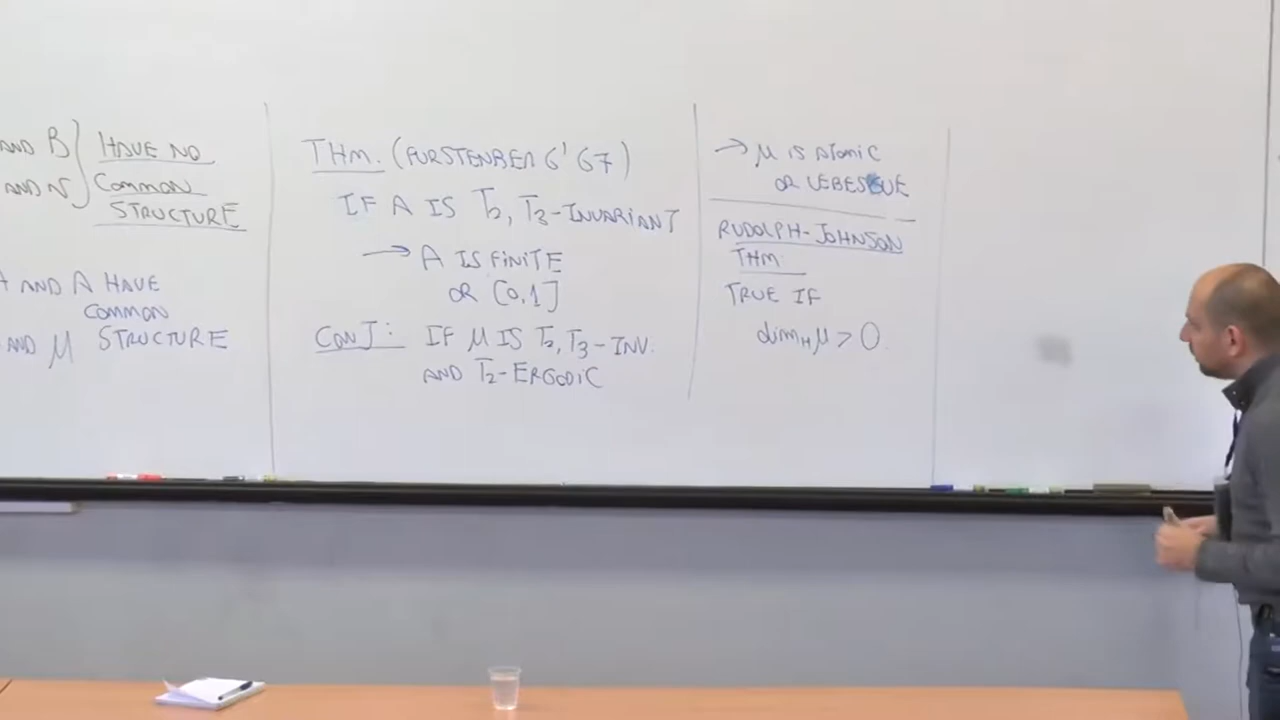 AND B } HAVE NO
AND N } COMMON
STRUCTURE
AND A HAVE
COMMON
AND μ STRUCTURE
THM. (FURSTENBERG '67)
IF A IS T₂, T₃-INVARIANT
→ A IS FINITE
OR [0,1]
CONJ: IF μ IS T₂, T₃-INV.
AND T₂-ERGODIC
→ μ IS ATOMIC
OR LEBESGUE
RUDOLPH-JOHNSON
THM.
TRUE IF
dim_H μ > 0.